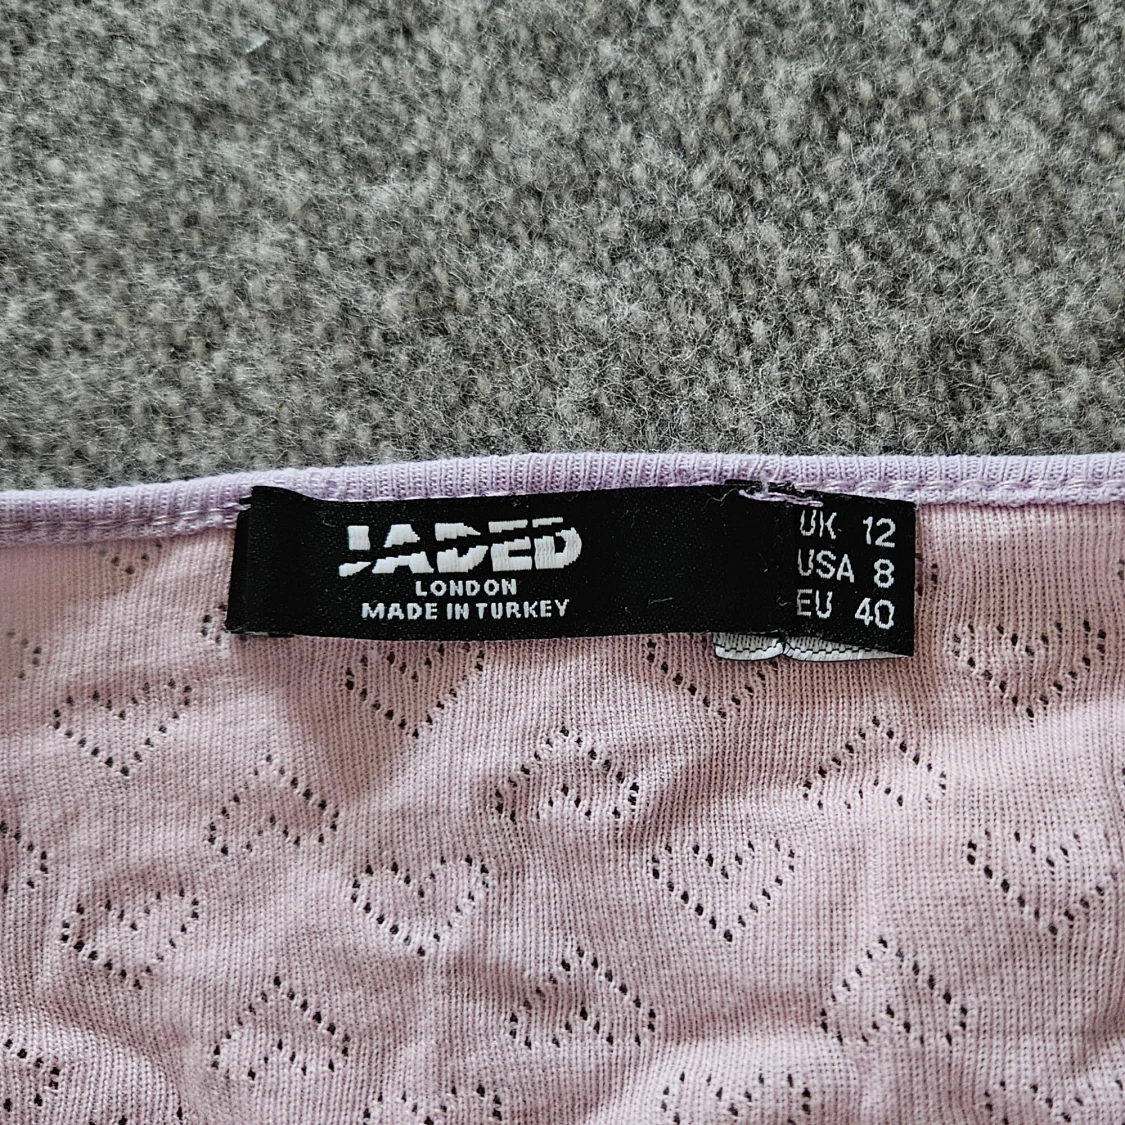 JADED
LONDON
MADE IN TURKEY
UK 12
USA 8
EU 40